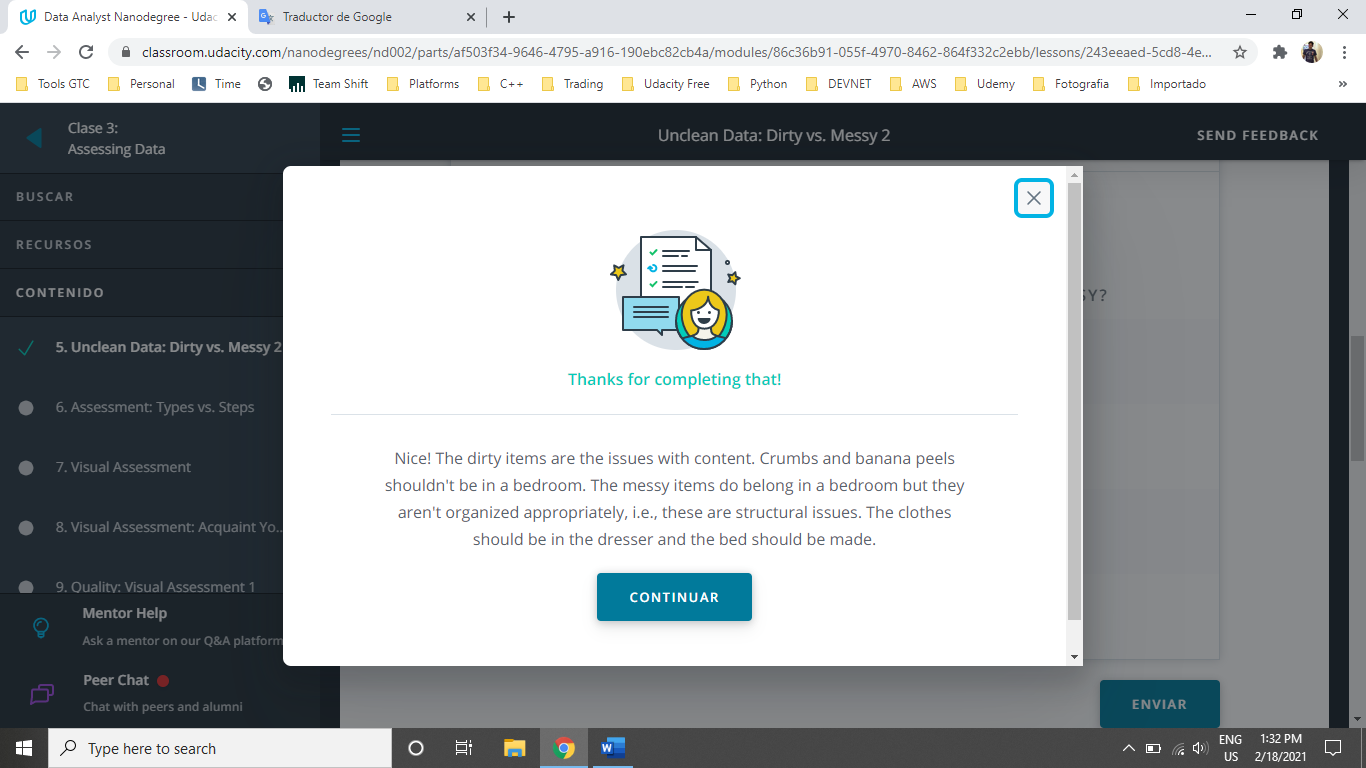 Data Analyst Nanodegree - Udac
Traductor de Google
classroom.udacity.com/nanodegrees/nd002/parts/af503f34-9646-4795-a916-190ebc82cb4a/modules/86c36b91-055f-4970-8462-864f332c2ebb/lessons/243eeaed-5cd8-4e...
Tools GTC
Personal
Time
Team Shift
Platforms
C++
Trading
Udacity Free
Python
DEVNET
AWS
Udemy
Fotografia
Importado
»
Clase 3:
Assessing Data
Unclean Data: Dirty vs. Messy 2
SEND FEEDBACK
BUSCAR
RECURSOS
CONTENIDO
5. Unclean Data: Dirty vs. Messy 2
6. Assessment: Types vs. Steps
7. Visual Assessment
8. Visual Assessment: Acquaint Yo...
9. Quality: Visual Assessment 1
Mentor Help
Ask a mentor on our Q&A platform
Peer Chat
Chat with peers and alumni
SY?
Thanks for completing that!
Nice! The dirty items are the issues with content. Crumbs and banana peels
shouldn't be in a bedroom. The messy items do belong in a bedroom but they
aren't organized appropriately, i.e., these are structural issues. The clothes
should be in the dresser and the bed should be made.
CONTINUAR
ENVIAR
Type here to search
ENG
US
1:32 PM
2/18/2021